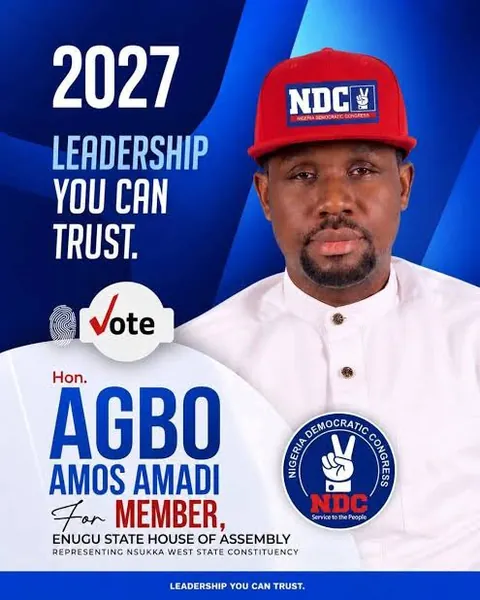 2027
LEADERSHIP
YOU CAN
TRUST.
NDC
NIGERIA DEMOCRATIC CONGRESS
Vote
Hon.
AGBO
AMOS AMADI
For MEMBER,
ENUGU STATE HOUSE OF ASSEMBLY
REPRESENTING NSUKKA WEST STATE CONSTITUENCY
NIGERIA DEMOCRATIC CONGRESS
NDC
Service to the People
LEADERSHIP YOU CAN TRUST.